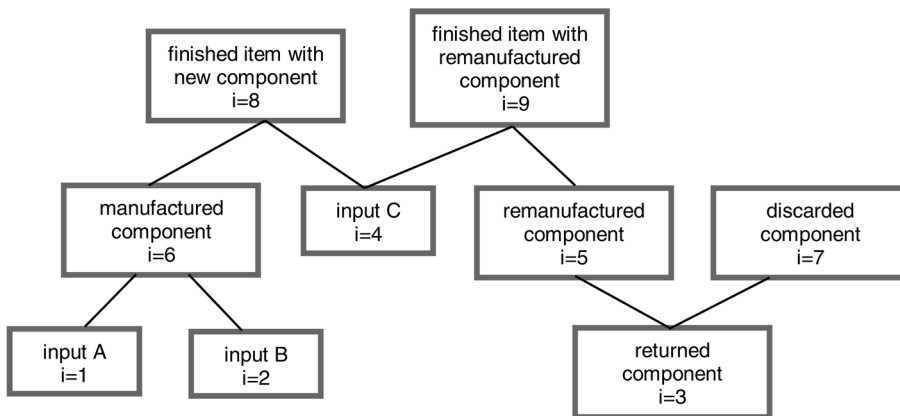 finished item with
new component
i=8
finished item with
remanufactured
component
i=9
manufactured
component
i=6
input C
i=4
remanufactured
component
i=5
discarded
component
i=7
input A
i=1
input B
i=2
returned
component
i=3